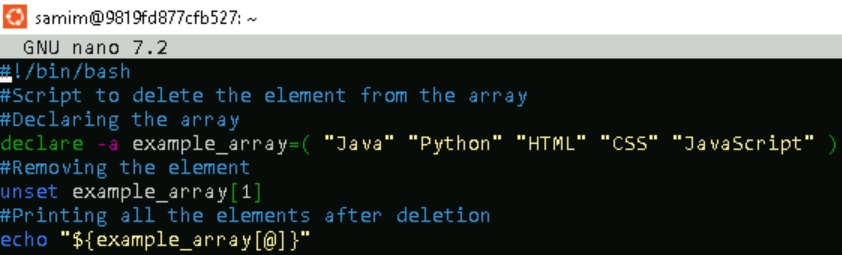 samim@9819fd877cfb527: ~
GNU nano 7.2
#!/bin/bash
#Script to delete the element from the array
#Declaring the array
declare -a example_array=( "Java" "Python" "HTML" "CSS" "JavaScript" )
#Removing the element
unset example_array[1]
#Printing all the elements after deletion
echo "${example_array[@]}"